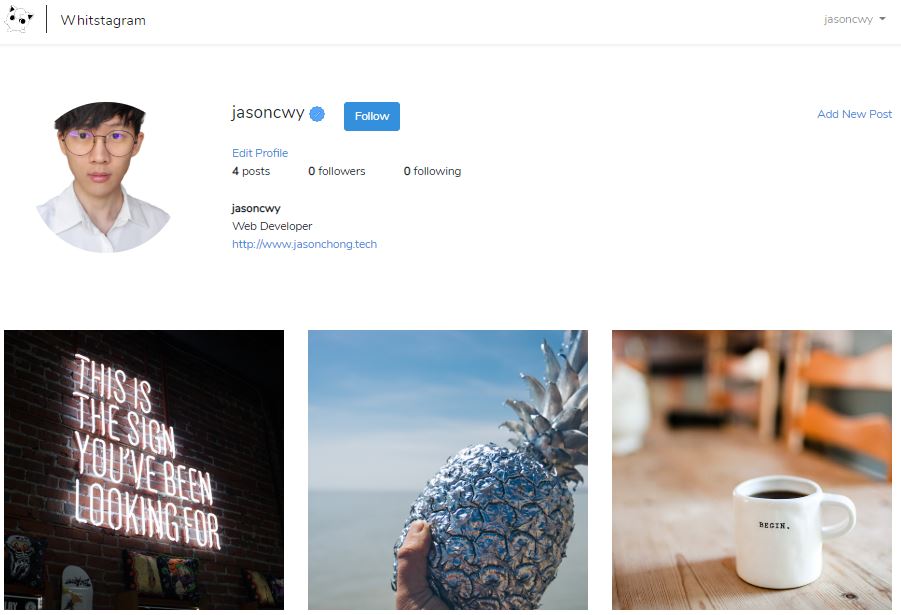 Whitstagram
jasoncwy
jasoncwy
Follow
Add New Post
Edit Profile
4 posts
0 followers
0 following
jasoncwy
Web Developer
http://www.jasonchong.tech
THIS IS
THE SIGN
YOU'VE BEEN
LOOKING FOR
BEGIN.